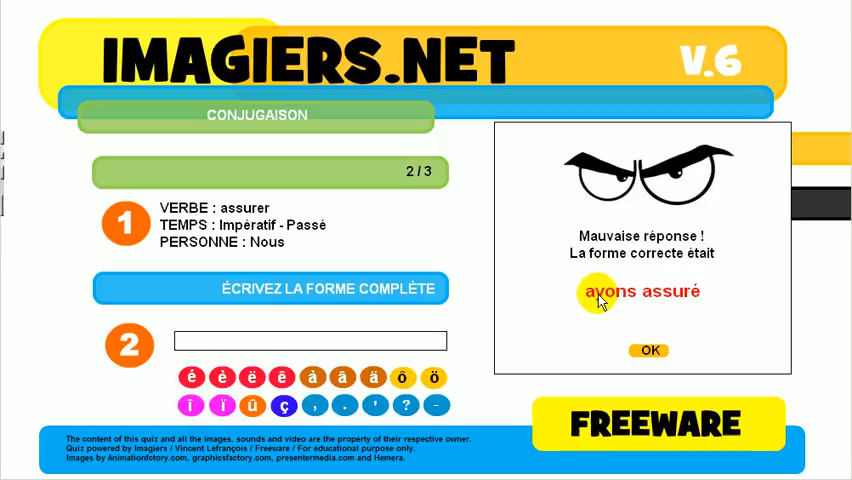 IMAGIERS.NET
V.6
CONJUGAISON
2 / 3
1
VERBE : assurer
TEMPS : Impératif - Passé
PERSONNE : Nous
ÉCRIVEZ LA FORME COMPLÈTE
2
é è ë ê à â ä ô ö
î ï û ç , . ' ? -
Mauvaise réponse !
La forme correcte était
ayons assuré
OK
FREEWARE
The content of this quiz and all the images, sounds and video are the property of their respective owner.
Quiz powered by Imagiers / Vincent Lefrançois / Freeware / For educational purpose only.
Images by Animationfctory.com, graphicsfactory.com, presentermedia.com and Hemera.